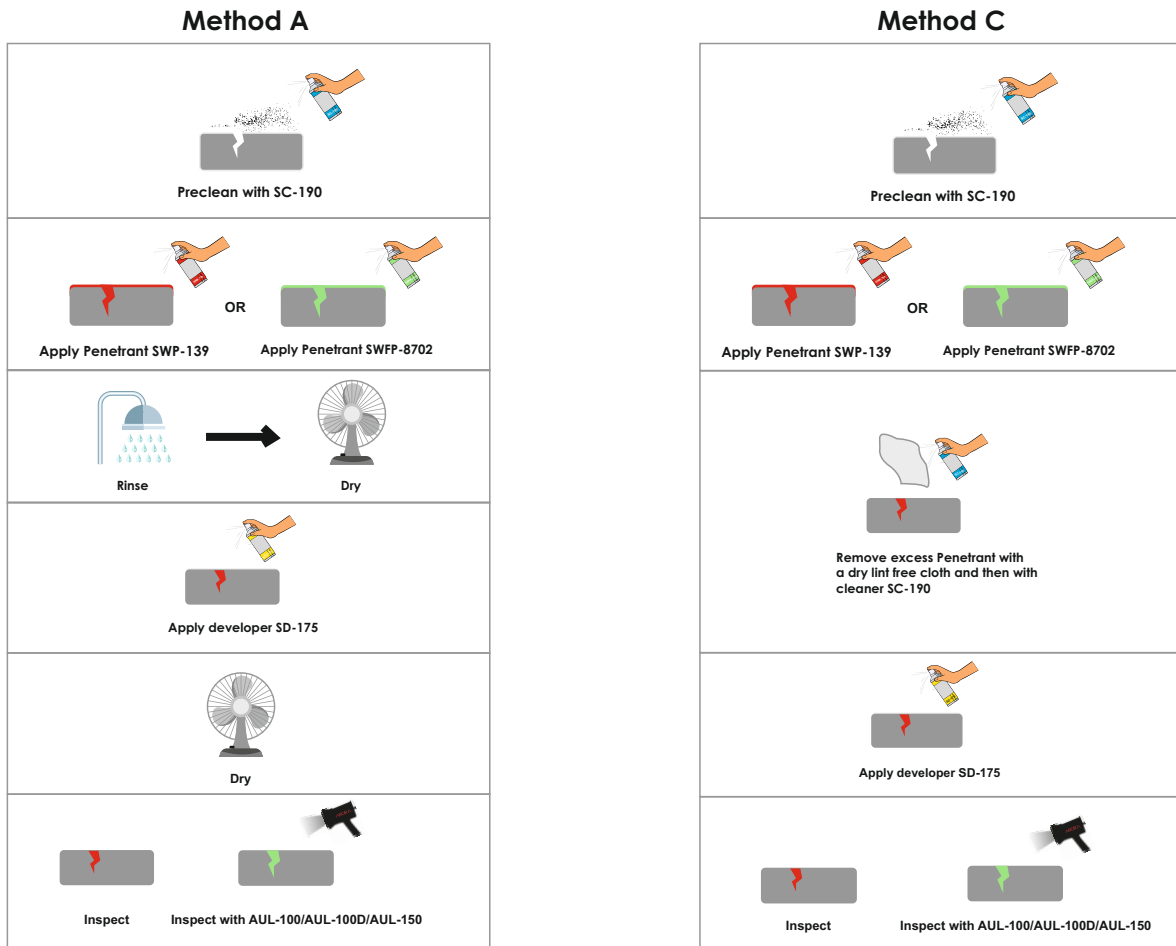 Method A
Preclean with SC-190
OR
Apply Penetrant SWP-139
Apply Penetrant SWFP-8702
Rinse
Dry
Apply developer SD-175
Dry
Inspect
Inspect with AUL-100/AUL-100D/AUL-150
Method C
Preclean with SC-190
OR
Apply Penetrant SWP-139
Apply Penetrant SWFP-8702
Remove excess Penetrant with
a dry lint free cloth and then with
cleaner SC-190
Apply developer SD-175
Inspect
Inspect with AUL-100/AUL-100D/AUL-150